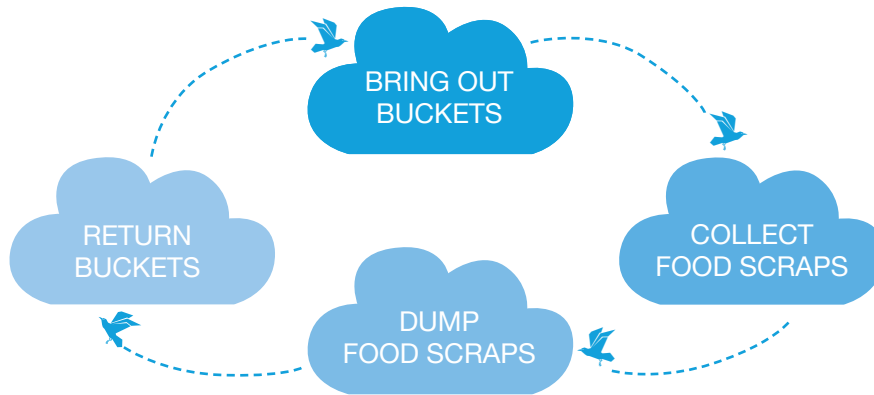 BRING OUT
BUCKETS
COLLECT
FOOD SCRAPS
DUMP
FOOD SCRAPS
RETURN
BUCKETS